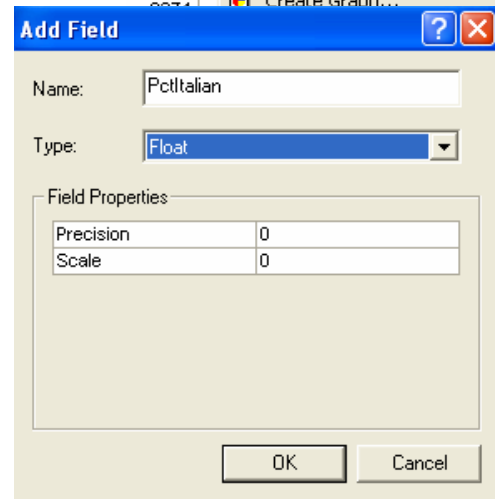 Create Graph...
Add Field
Name: PctItalian
Type: Float
Field Properties
Precision 0
Scale 0
OK Cancel